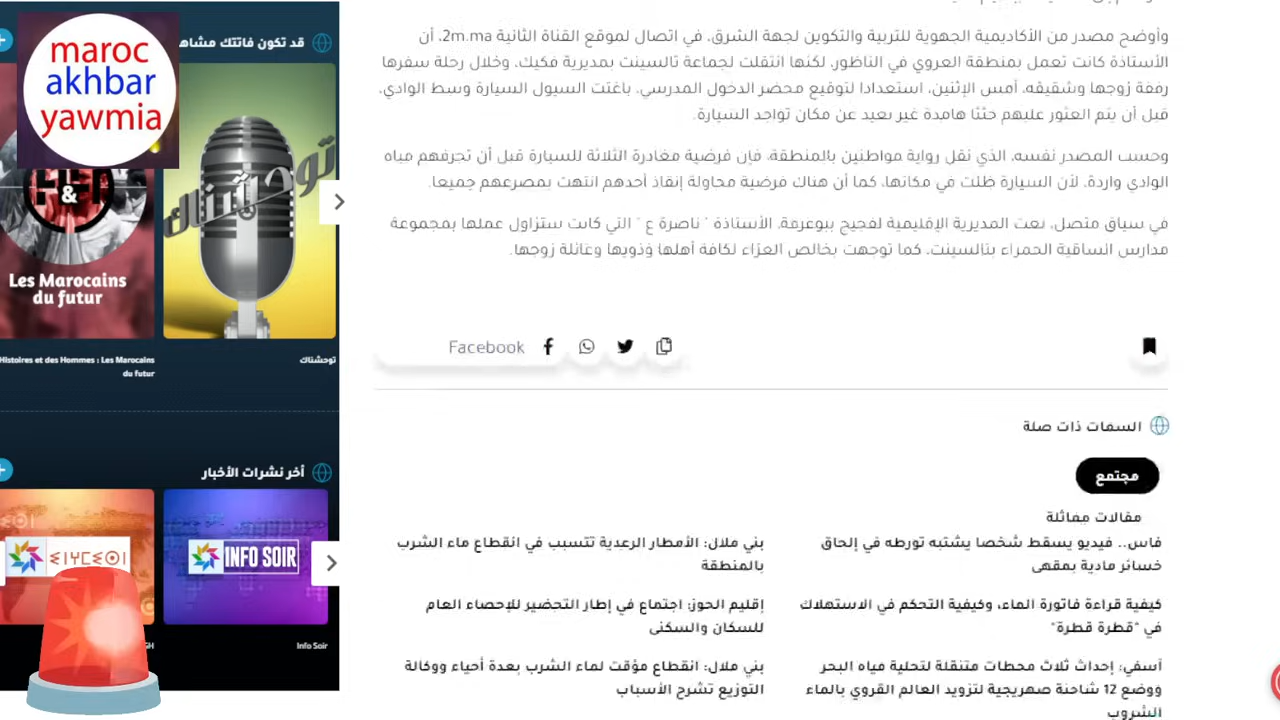 وأوضح مصدر من الأكاديمية الجهوية للتربية والتكوين لجهة الشرق، في اتصال لموقع القناة الثانية 2m.ma، أن
الأستاذة كانت تعمل بمنطقة العروي في الناظور، لكنها انتقلت لجماعة تالسينت بمديرية فكيك، وخلال رحلة سفرها
رفقة زوجها وشقيقه، أمس الإثنين، استعدادا لتوقيع محضر الدخول المدرسي، باغتت السيول السيارة وسط الوادي،
قبل أن يتم العثور عليهم جثثا هامدة غير بعيد عن مكان تواجد السيارة.
وحسب المصدر نفسه، الذي نقل رواية مواطنين بالمنطقة، فإن فرضية مغادرة الثلاثة للسيارة قبل أن تجرفهم مياه
الوادي واردة، لأن السيارة ظلت في مكانها، كما أن هناك فرضية محاولة إنقاذ أحدهم انتهت بمصرعهم جميعا.
في سياق متصل، نعت المديرية الإقليمية لفجيج ببوعرفة، الأستاذة " ناصرة ع " التي كانت ستزاول عملها بمجموعة
مدارس الساقية الحمراء بتالسينت، كما توجهت بخالص العزاء لكافة أهلها وذويها وعائلة زوجها.
Facebook
السمات ذات صلة
مجتمع
مقالات مماثلة
فاس.. فيديو يسقط شخصا يشتبه تورطه في إلحاق
خسائر مادية بمقهى
بني ملال: الأمطار الرعدية تتسبب في انقطاع ماء الشرب
بالمنطقة
كيفية قراءة فاتورة الماء، وكيفية التحكم في الاستهلاك
في "قطرة قطرة"
إقليم الحوز: اجتماع في إطار التحضير للإحصاء العام
للسكان والسكنى
آسفي: إحداث ثلاث محطات متنقلة لتحلية مياه البحر
ووضع 12 شاحنة صهريجية لتزويد العالم القروي بالماء
الشروب
بني ملال: انقطاع مؤقت لماء الشرب بعدة أحياء ووكالة
التوزيع تشرح الأسباب
قد تكون فاتتك مشاه
maroc
akhbar
yawmia
توحشناك
H&H
Les Marocains
du futur
توحشناك
Histoires et des Hommes : Les Marocains
du futur
أخر نشرات الأخبار
INFO SOIR
ⵉⵏⵖⵎⵉⵙⵏ
Info Soir